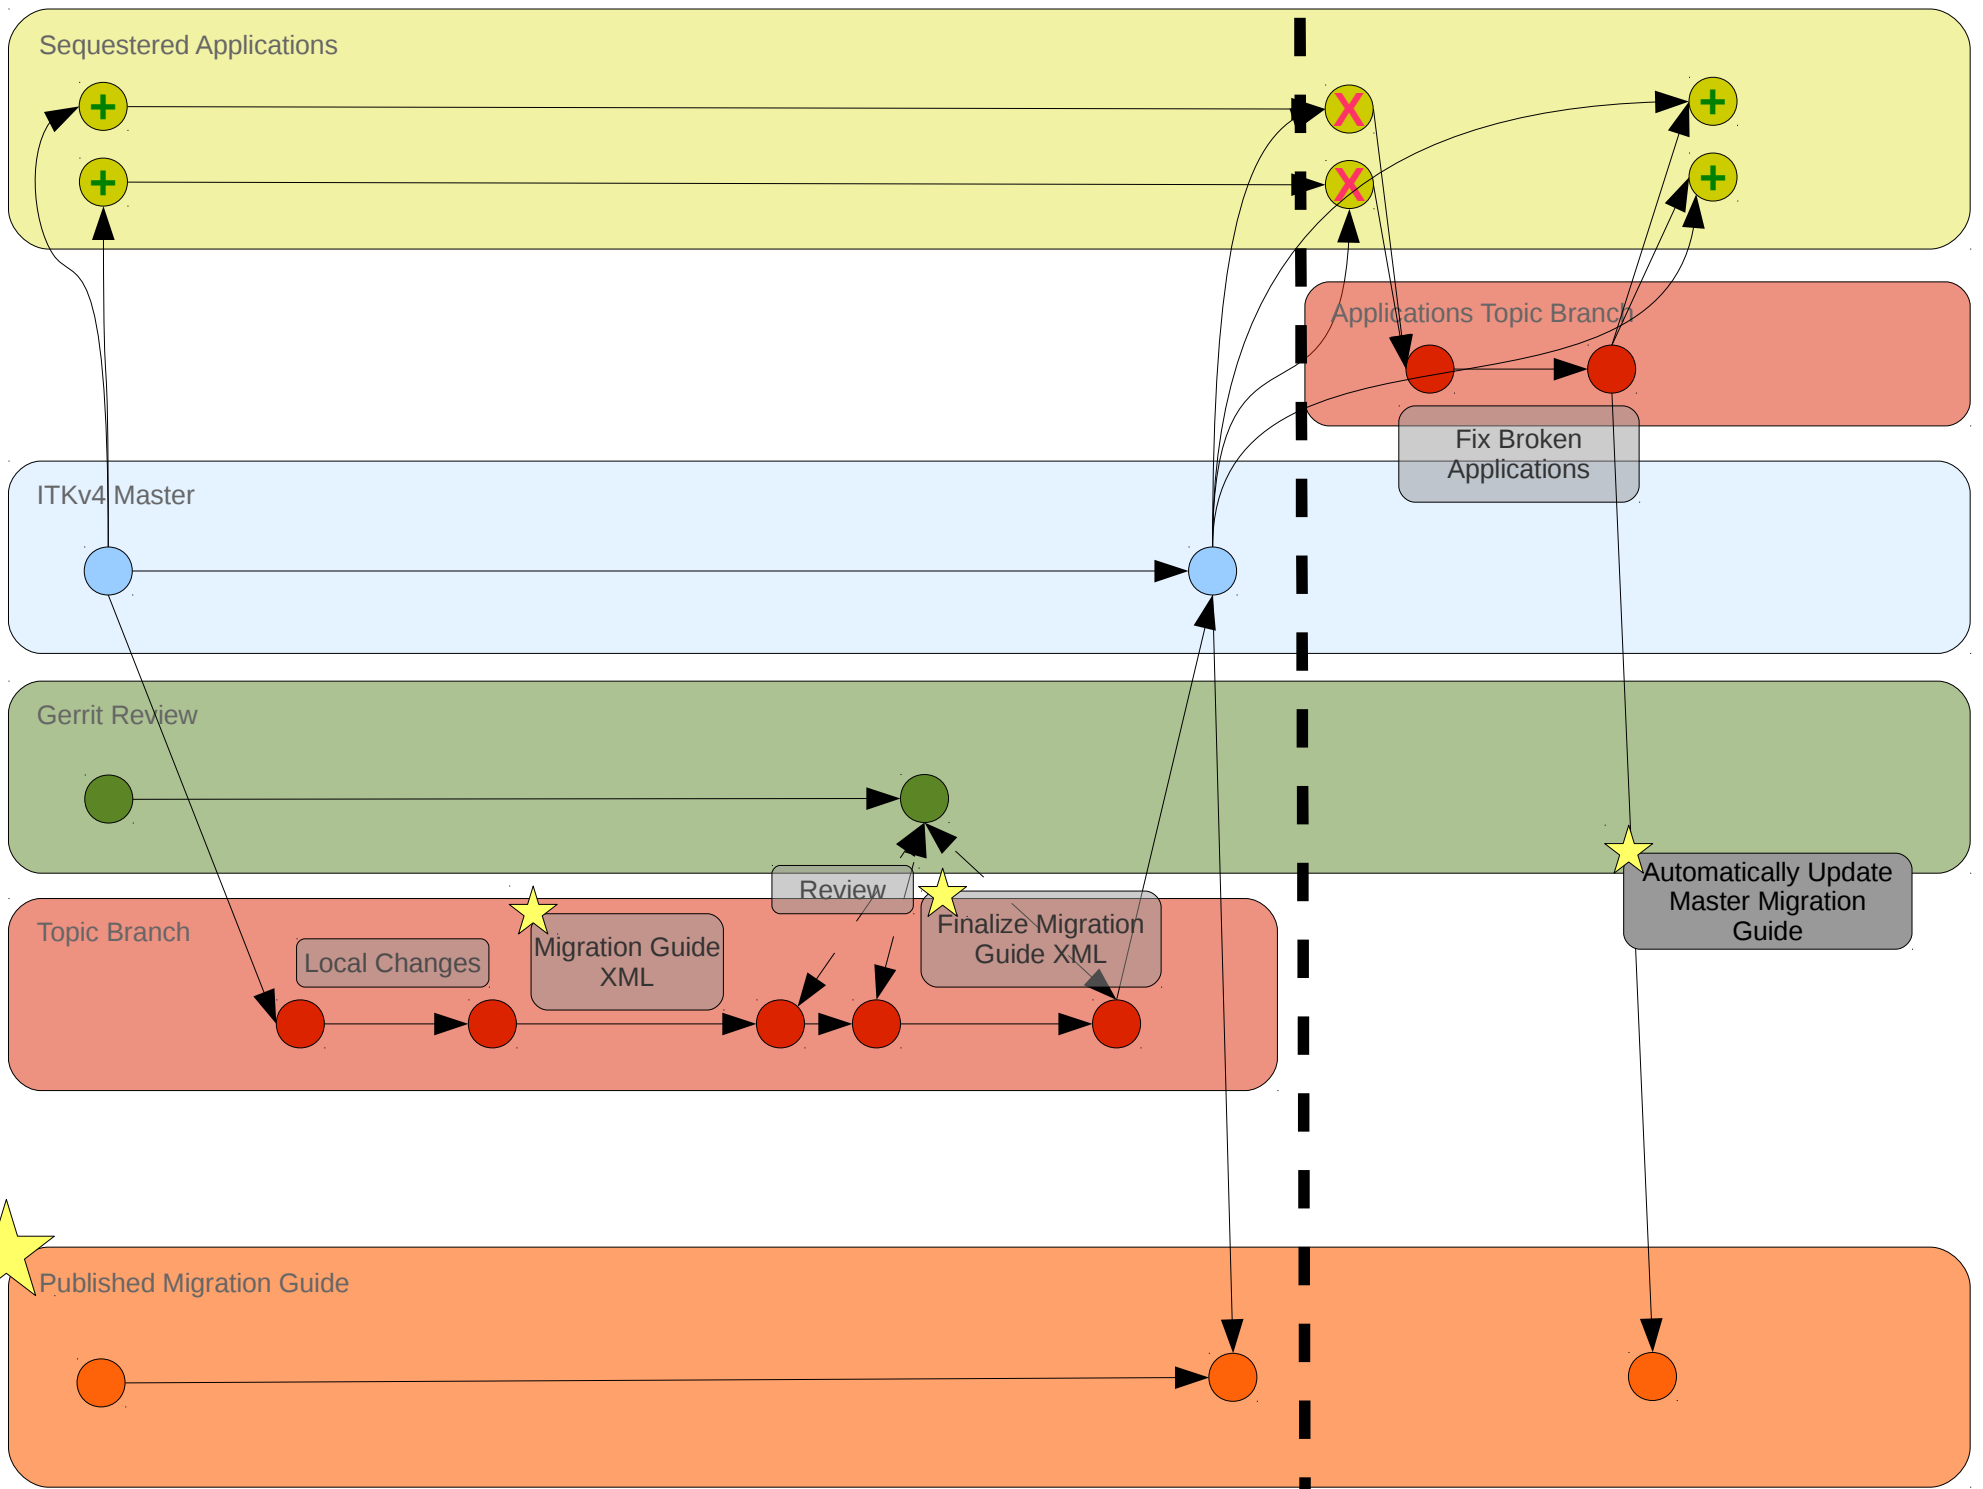 Sequestered Applications
+
X
+
+
X
+
Applications Topic Branch
Fix Broken
Applications
ITKv4 Master
Gerrit Review
Review
Automatically Update
Master Migration
Guide
Topic Branch
Local Changes
Migration Guide
XML
Finalize Migration
Guide XML
Published Migration Guide